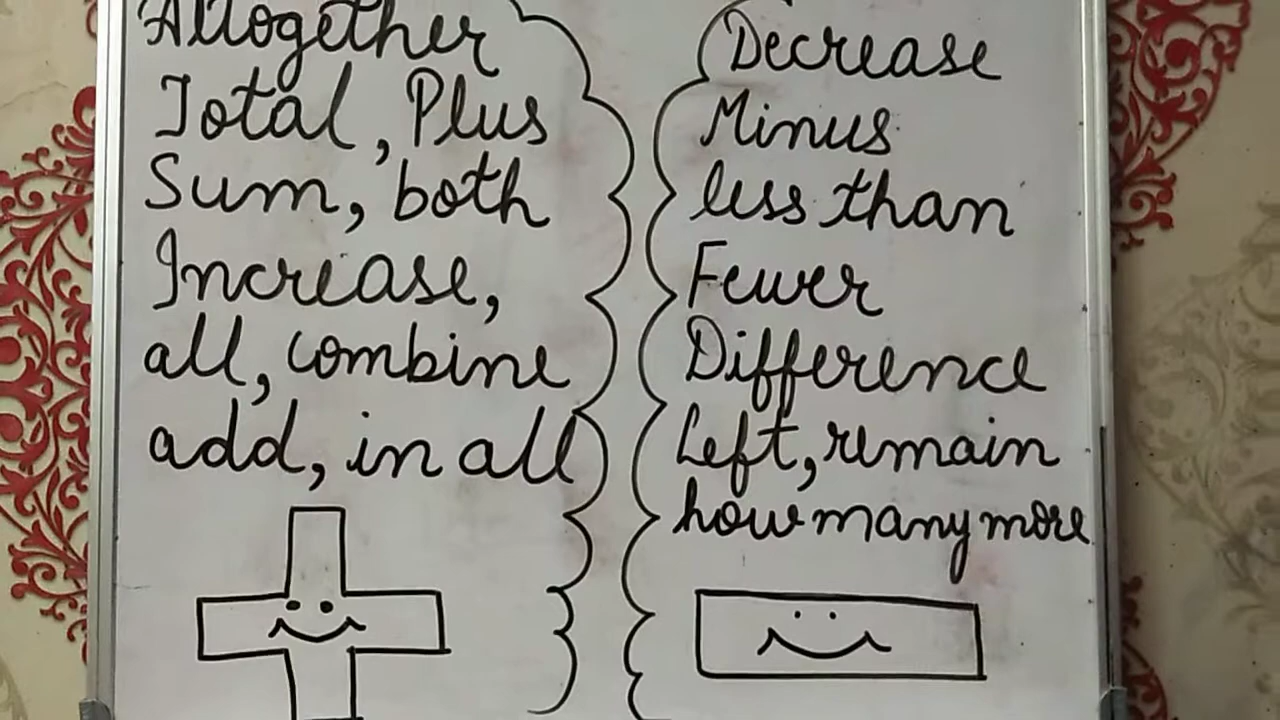 Altogether
Total, Plus
Sum, both
Increase,
all, combine
add, in all
Decrease
Minus
less than
Fewer
Difference
Left, remain
how many more